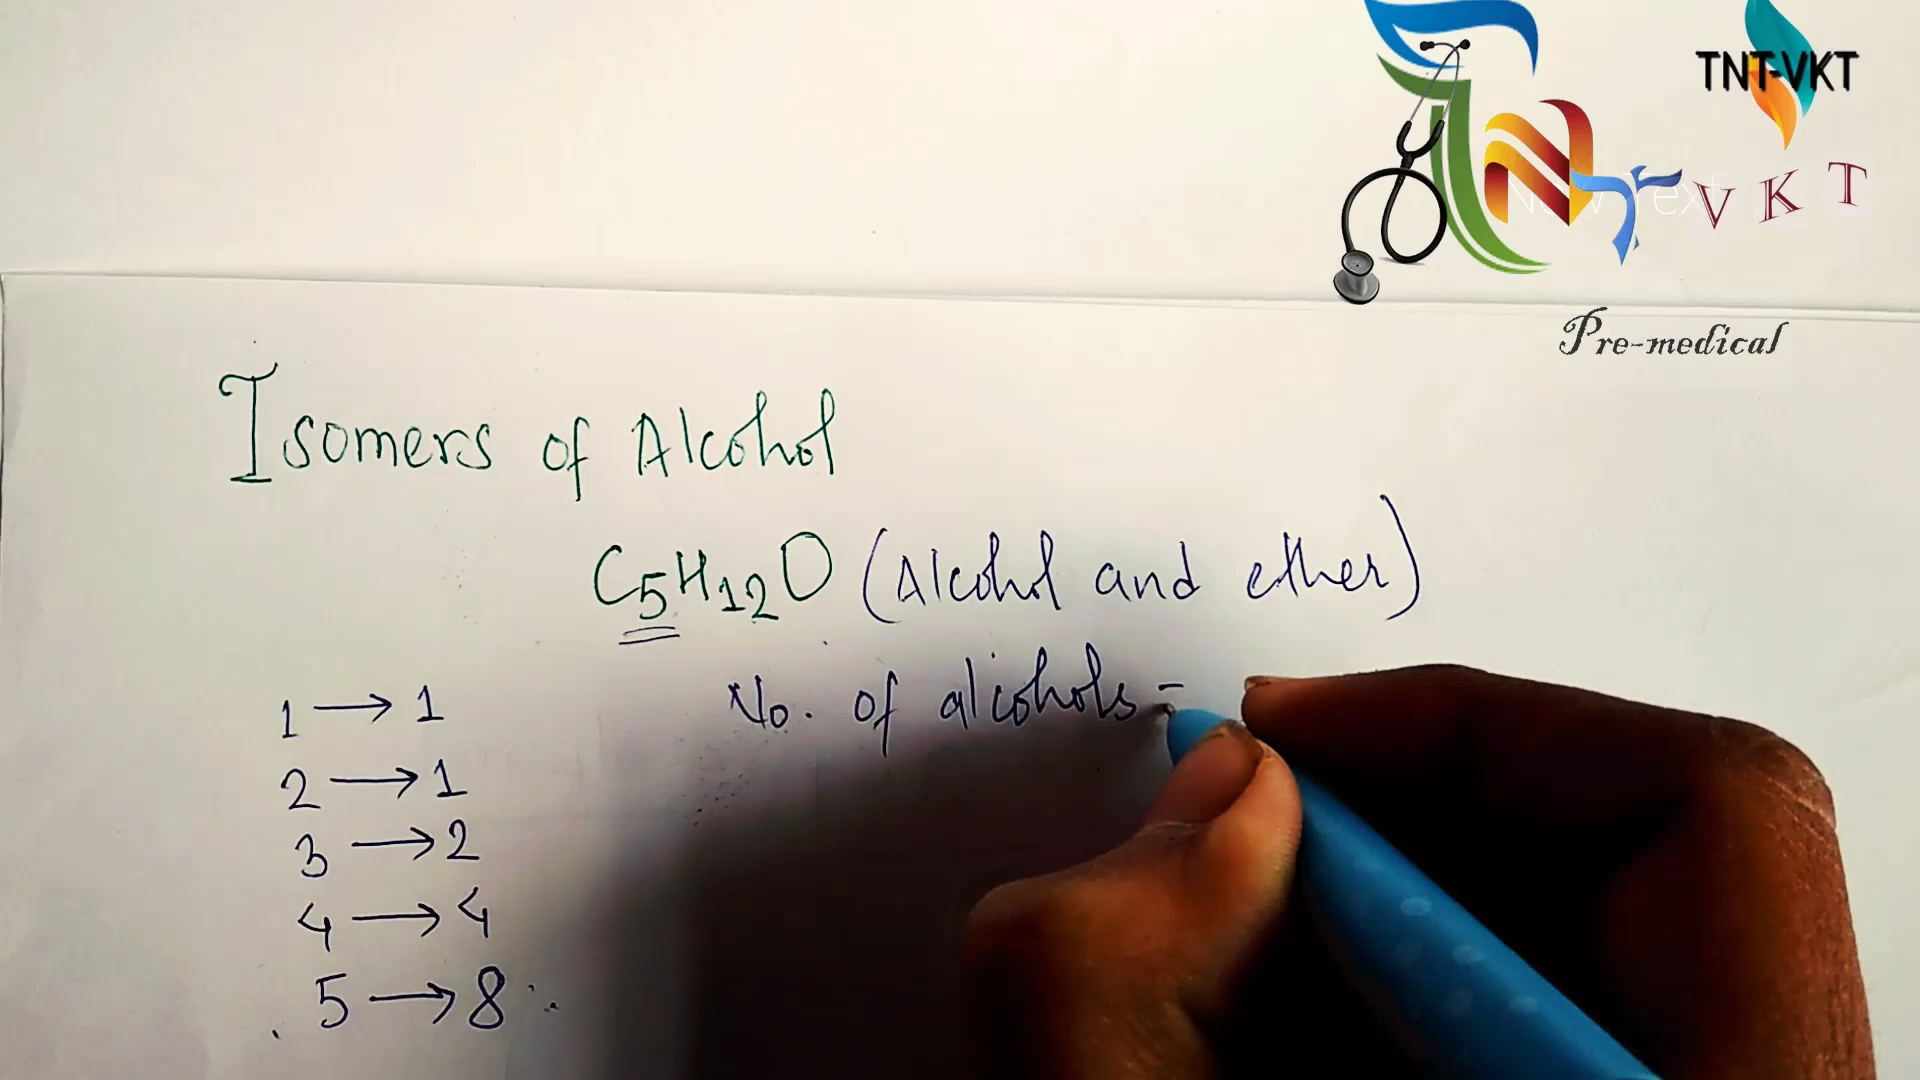 TNT-VKT
VKT
Pre-medical
Isomers of Alcohol
C5H12O (Alcohol and ether)
No. of alcohols =
1 → 1
2 → 1
3 → 2
4 → 4
5 → 8